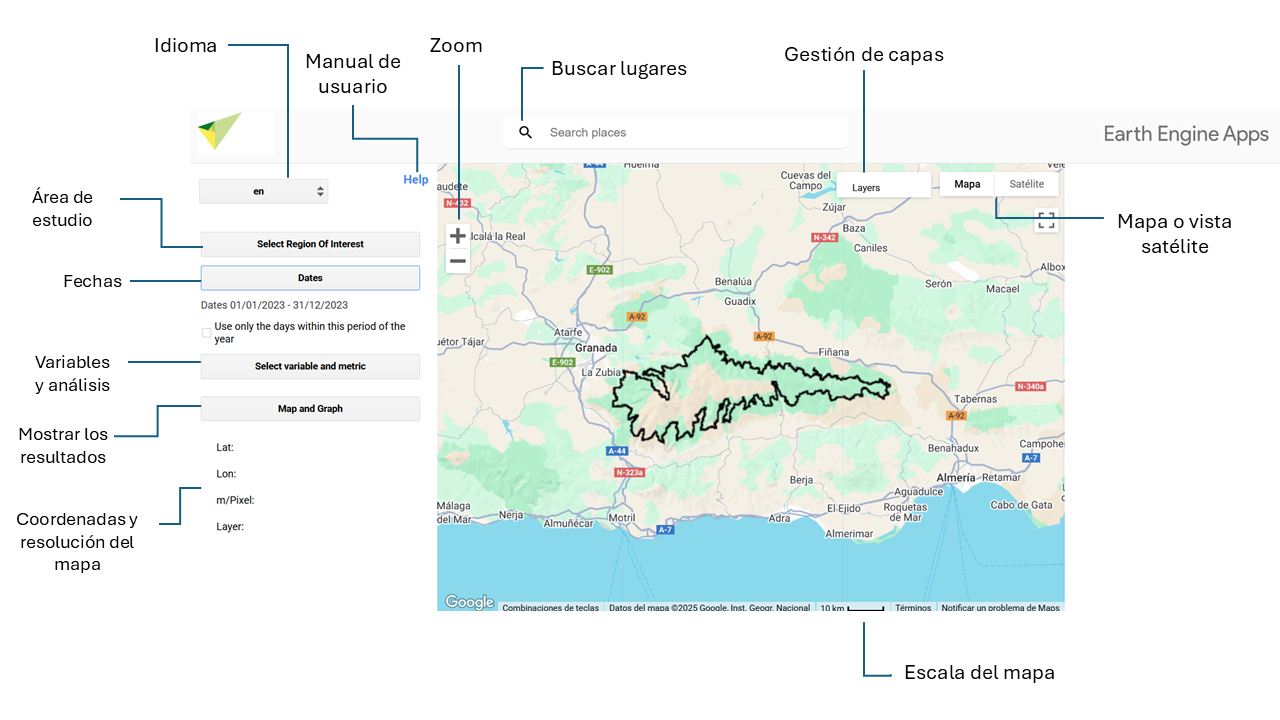 Idioma
Manual de
usuario
Zoom
Buscar lugares
Gestión de capas
Search places
Earth Engine Apps
en
Help
Área de
estudio
Select Region Of Interest
Fechas
Dates
Dates 01/01/2023 - 31/12/2023
Use only the days within this period of the
year
Variables
y análisis
Select variable and metric
Mostrar los
resultados
Map and Graph
Lat:
Lon:
m/Pixel:
Layer:
Coordenadas y
resolución del
mapa
Layers
Mapa
Satélite
Mapa o vista
satélite
Huelma
Cuevas del
Campo
audete
N-432
Zújar
Baza
N-342
Caniles
lcalá la Real
E-902
Benalúa
Guadix
Serón
Macael
Albox
A-92
A-92
Atarfe
Granada
uétor Tájar
E-902
La Zubia
Fiñana
N-340a
Tabernas
A-92
A-44
N-323a
Benahadux
Campohe
A-7
Berja
Almería
Retamar
Aguadulce
Málaga
del Mar
Nerja
Almuñécar
Motril
A-7
Adra
El Ejido
Roquetas
de Mar
Almerimar
Cabo de Gata
Google
Combinaciones de teclas
Datos del mapa ©2025 Google, Inst. Geogr. Nacional
10 km
Términos
Notificar un problema de Maps
Escala del mapa